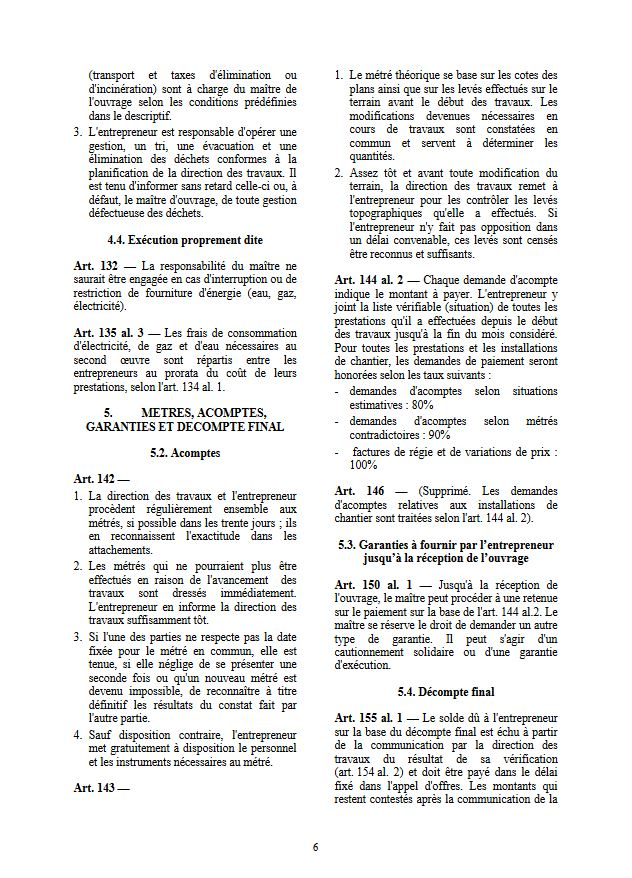 (transport et taxes d'élimination ou
d'incinération) sont à charge du maître de
l'ouvrage selon les conditions prédéfinies
dans le descriptif.
3. L'entrepreneur est responsable d'opérer une
gestion, un tri, une évacuation et une
élimination des déchets conformes à la
planification de la direction des travaux. Il
est tenu d'informer sans retard celle-ci ou, à
défaut, le maître d'ouvrage, de toute gestion
défectueuse des déchets.
4.4. Exécution proprement dite
Art. 132 — La responsabilité du maître ne
saurait être engagée en cas d'interruption ou de
restriction de fourniture d'énergie (eau, gaz,
électricité).
Art. 135 al. 3 — Les frais de consommation
d'électricité, de gaz et d'eau nécessaires au
second œuvre sont répartis entre les
entrepreneurs au prorata du coût de leurs
prestations, selon l'art. 134 al. 1.
5. METRES, ACOMPTES,
GARANTIES ET DECOMPTE FINAL
5.2. Acomptes
Art. 142 —
1. La direction des travaux et l'entrepreneur
procèdent régulièrement ensemble aux
métrés, si possible dans les trente jours ; ils
en reconnaissent l'exactitude dans les
attachements.
2. Les métrés qui ne pourraient plus être
effectués en raison de l'avancement des
travaux sont dressés immédiatement.
L'entrepreneur en informe la direction des
travaux suffisamment tôt.
3. Si l'une des parties ne respecte pas la date
fixée pour le métré en commun, elle est
tenue, si elle néglige de se présenter une
seconde fois ou qu'un nouveau métré est
devenu impossible, de reconnaître à titre
définitif les résultats du constat fait par
l'autre partie.
4. Sauf disposition contraire, l'entrepreneur
met gratuitement à disposition le personnel
et les instruments nécessaires au métré.
Art. 143 —
1. Le métré théorique se base sur les cotes des
plans ainsi que sur les levés effectués sur le
terrain avant le début des travaux. Les
modifications devenues nécessaires en
cours de travaux sont constatées en
commun et servent à déterminer les
quantités.
2. Assez tôt et avant toute modification du
terrain, la direction des travaux remet à
l'entrepreneur pour les contrôler les levés
topographiques qu'elle a effectués. Si
l'entrepreneur n'y fait pas opposition dans
un délai convenable, ces levés sont censés
être reconnus et suffisants.
Art. 144 al. 2 — Chaque demande d'acompte
indique le montant à payer. L'entrepreneur y
joint la liste vérifiable (situation) de toutes les
prestations qu'il a effectuées depuis le début
des travaux jusqu'à la fin du mois considéré.
Pour toutes les prestations et les installations
de chantier, les demandes de paiement seront
honorées selon les taux suivants :
- demandes d'acomptes selon situations
estimatives : 80%
- demandes d'acomptes selon métrés
contradictoires : 90%
- factures de régie et de variations de prix :
100%
Art. 146 — (Supprimé. Les demandes
d'acomptes relatives aux installations de
chantier sont traitées selon l'art. 144 al. 2).
5.3. Garanties à fournir par l'entrepreneur
jusqu'à la réception de l'ouvrage
Art. 150 al. 1 — Jusqu'à la réception de
l'ouvrage, le maître peut procéder à une retenue
sur le paiement sur la base de l'art. 144 al.2. Le
maître se réserve le droit de demander un autre
type de garantie. Il peut s'agir d'un
cautionnement solidaire ou d'une garantie
d'exécution.
5.4. Décompte final
Art. 155 al. 1 — Le solde dû à l'entrepreneur
sur la base du décompte final est échu à partir
de la communication par la direction des
travaux du résultat de sa vérification
(art. 154 al. 2) et doit être payé dans le délai
fixé dans l'appel d'offres. Les montants qui
restent contestés après la communication de la
6